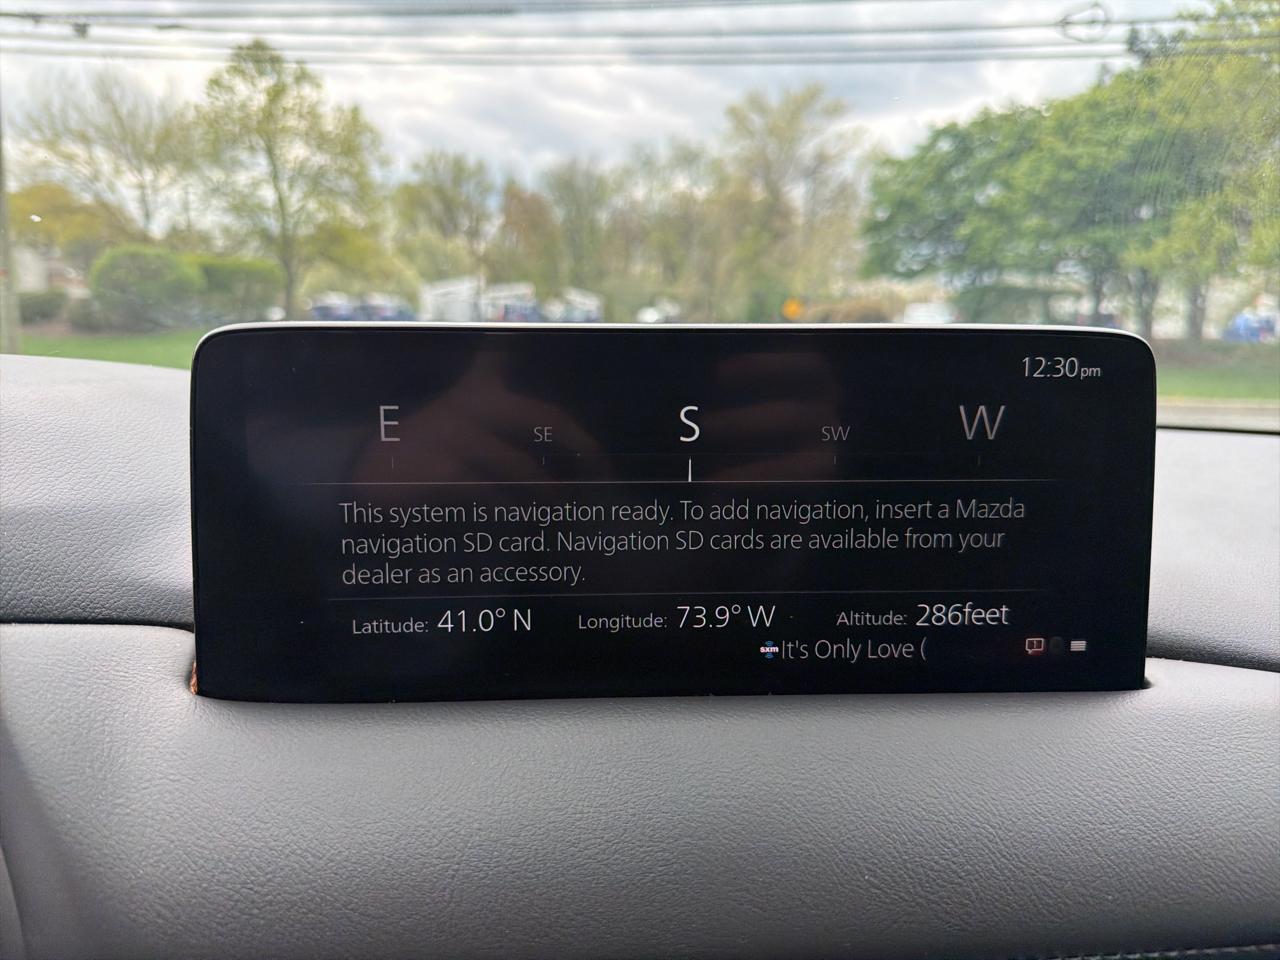 12:30pm
E SE S SW W
This system is navigation ready. To add navigation, insert a Mazda
navigation SD card. Navigation SD cards are available from your
dealer as an accessory.
Latitude: 41.0° N Longitude: 73.9° W Altitude: 286feet
sxm It's Only Love (
1